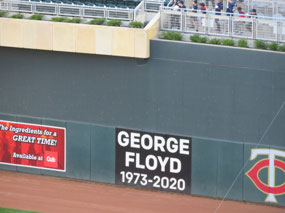 The Ingredients for a
GREAT TIME!
Available at Cub
GEORGE
FLOYD
1973-2020
TC